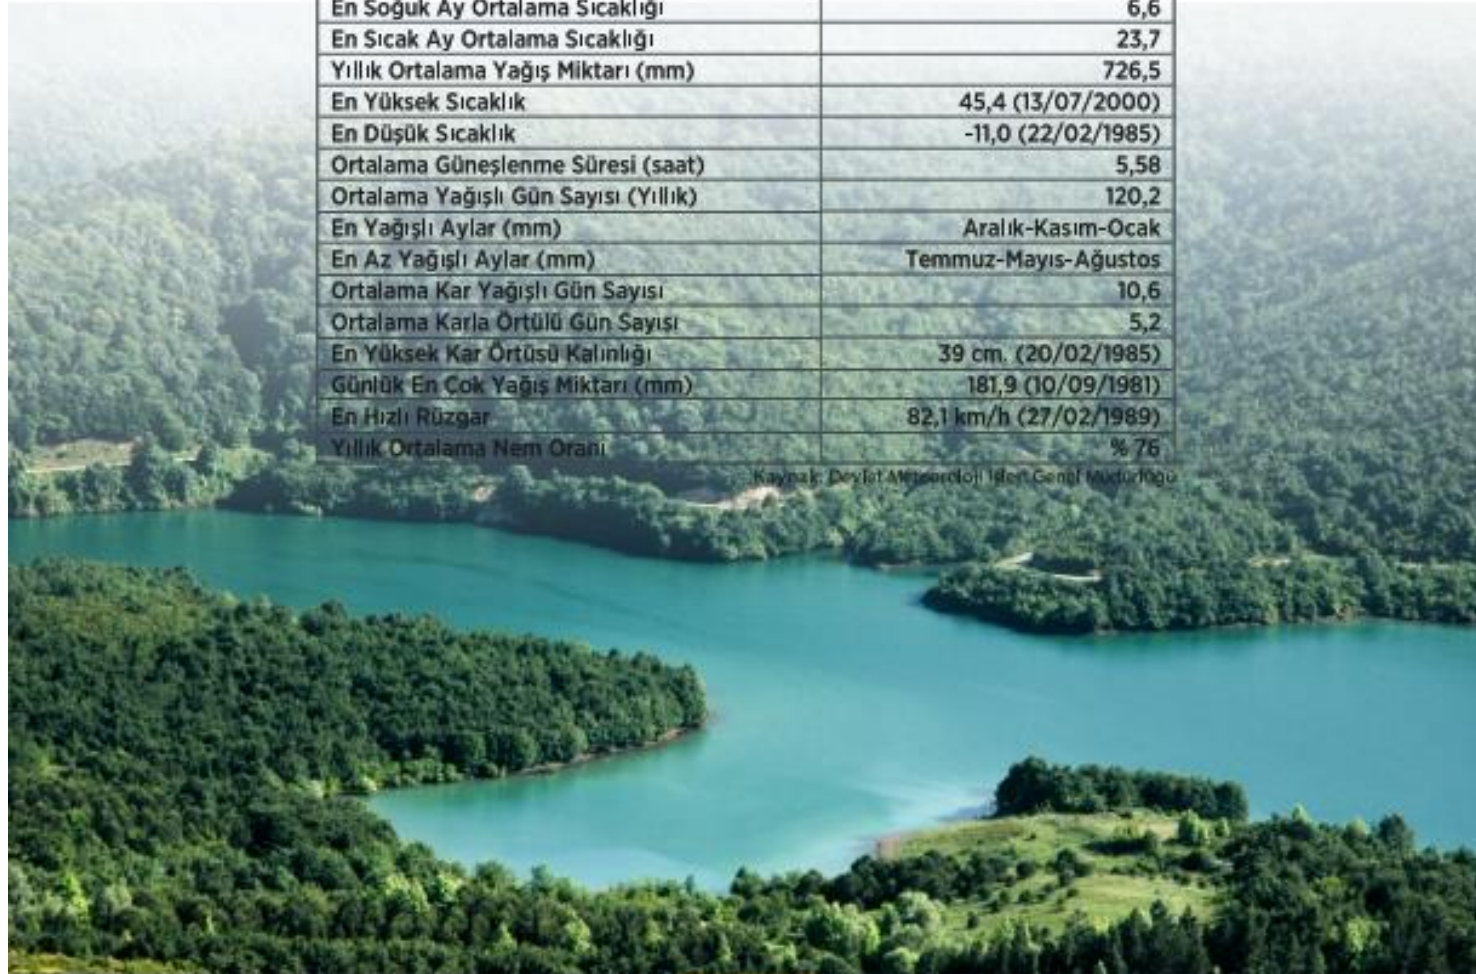 En Soğuk Ay Ortalama Sıcaklığı 6,6
En Sıcak Ay Ortalama Sıcaklığı 23,7
Yıllık Ortalama Yağış Miktarı (mm) 726,5
En Yüksek Sıcaklık 45,4 (13/07/2000)
En Düşük Sıcaklık -11,0 (22/02/1985)
Ortalama Güneşlenme Süresi (saat) 5,58
Ortalama Yağışlı Gün Sayısı (Yıllık) 120,2
En Yağışlı Aylar (mm) Aralık-Kasım-Ocak
En Az Yağışlı Aylar (mm) Temmuz-Mayıs-Ağustos
Ortalama Kar Yağışlı Gün Sayısı 10,6
Ortalama Karla Örtülü Gün Sayısı 5,2
En Yüksek Kar Örtüsü Kalınlığı 39 cm. (20/02/1985)
Günlük En Çok Yağış Miktarı (mm) 181,9 (10/09/1981)
En Hızlı Rüzgar 82,1 km/h (27/02/1989)
Yıllık Ortalama Nem Oranı % 76
Kaynak: Devlet Meteoroloji İşleri Genel Müdürlüğü